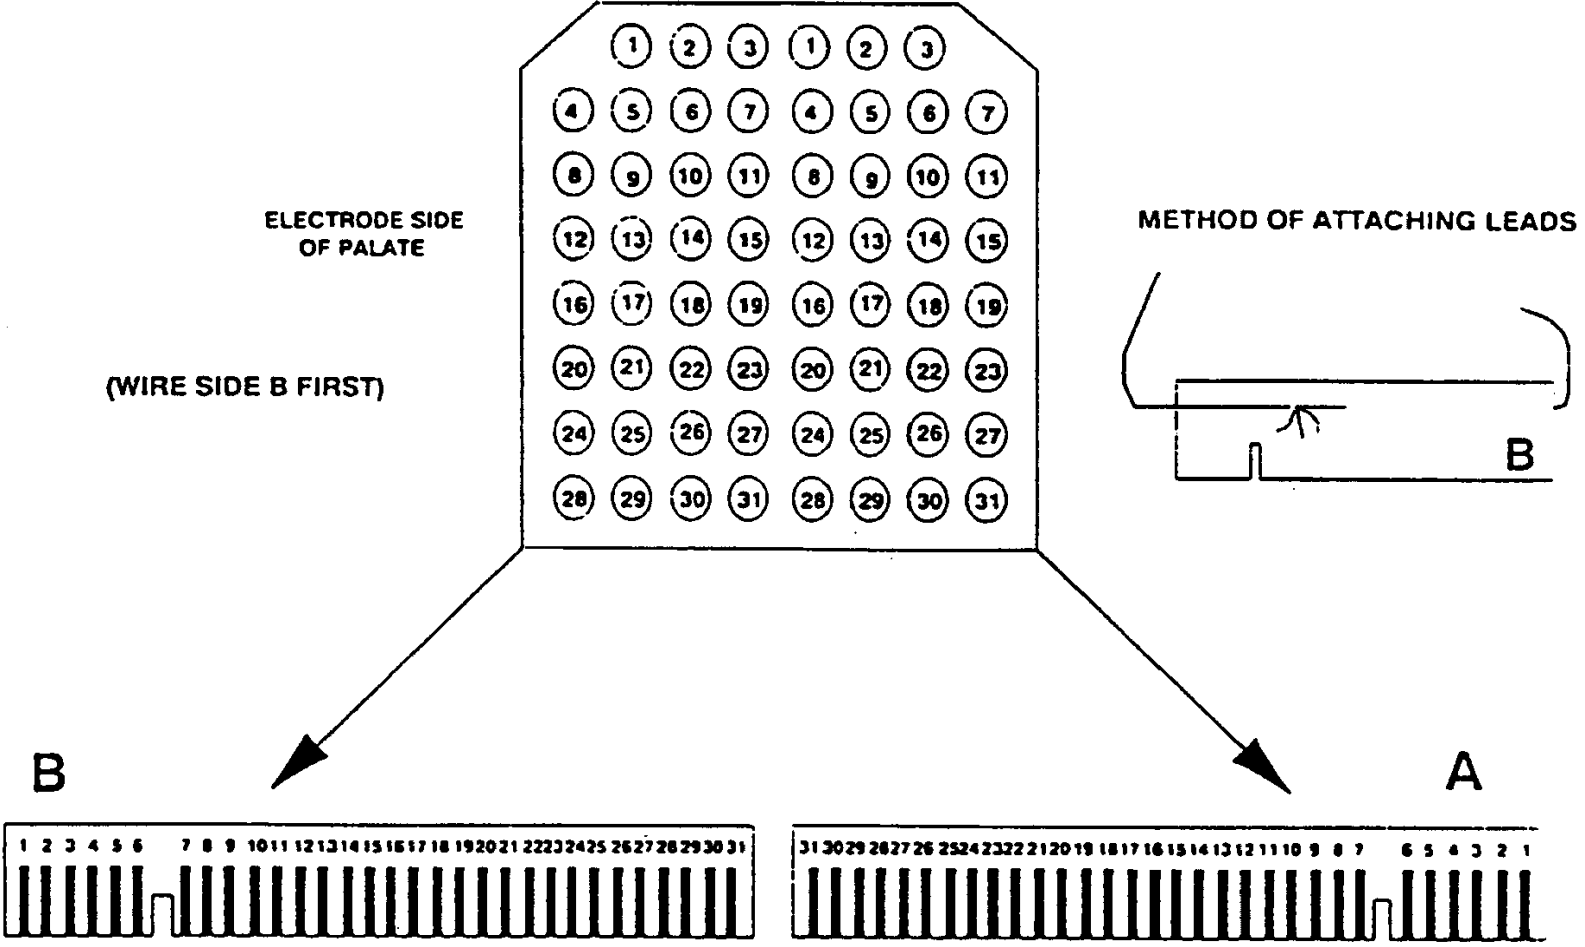 1 2 3 1 2 3
4 5 6 7 4 5 6 7
8 9 10 11 8 9 10 11
ELECTRODE SIDE
OF PALATE
METHOD OF ATTACHING LEADS
12 13 14 15 12 13 14 15
16 17 18 19 16 17 18 19
(WIRE SIDE B FIRST)
20 21 22 23 20 21 22 23
24 25 26 27 24 25 26 27
B
28 29 30 31 28 29 30 31
B
A
1 2 3 4 5 6 7 8 9 10 11 12 13 14 15 16 17 18 19 20 21 22 23 24 25 26 27 28 29 30 31
31 30 29 28 27 26 25 24 23 22 21 20 19 18 17 16 15 14 13 12 11 10 9 8 7 6 5 4 3 2 1